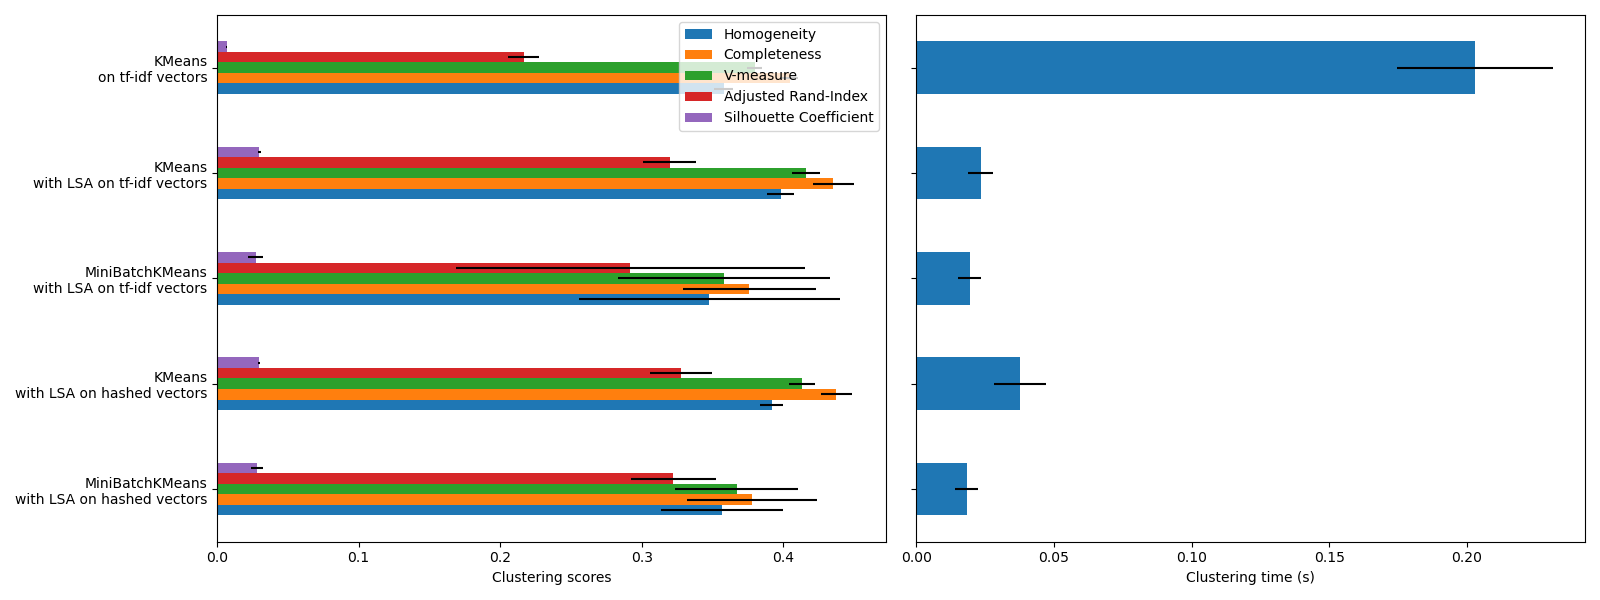 KMeans
on tf-idf vectors
KMeans
with LSA on tf-idf vectors
MiniBatchKMeans
with LSA on tf-idf vectors
KMeans
with LSA on hashed vectors
MiniBatchKMeans
with LSA on hashed vectors
Homogeneity
Completeness
V-measure
Adjusted Rand-Index
Silhouette Coefficient
0.0 0.1 0.2 0.3 0.4
Clustering scores
0.00 0.05 0.10 0.15 0.20
Clustering time (s)